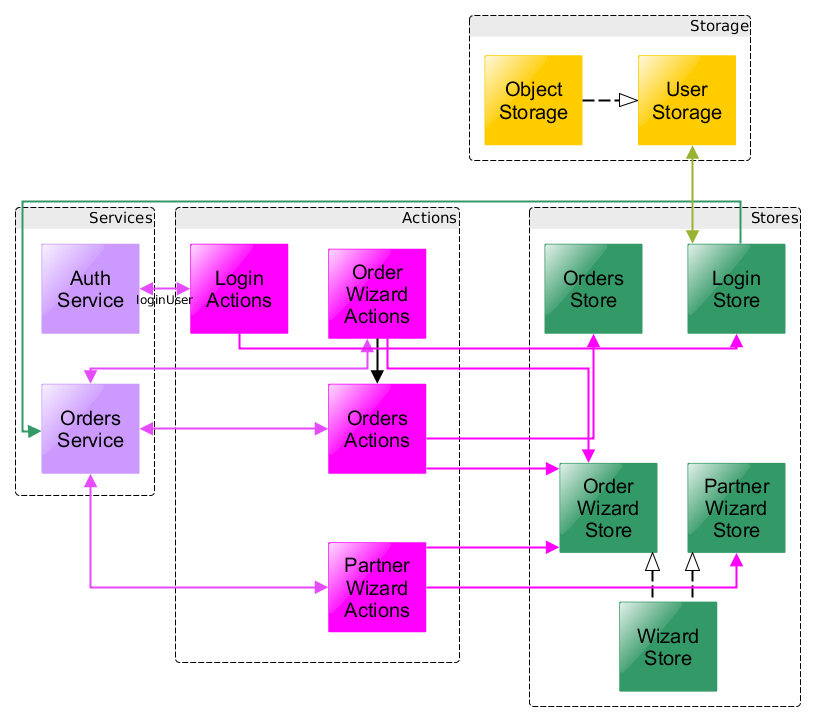 Storage
Object
Storage
User
Storage
Services
Actions
Stores
Auth
Service
loginUser
Login
Actions
Order
Wizard
Actions
Orders
Store
Login
Store
Orders
Service
Orders
Actions
Order
Wizard
Store
Partner
Wizard
Store
Partner
Wizard
Actions
Wizard
Store